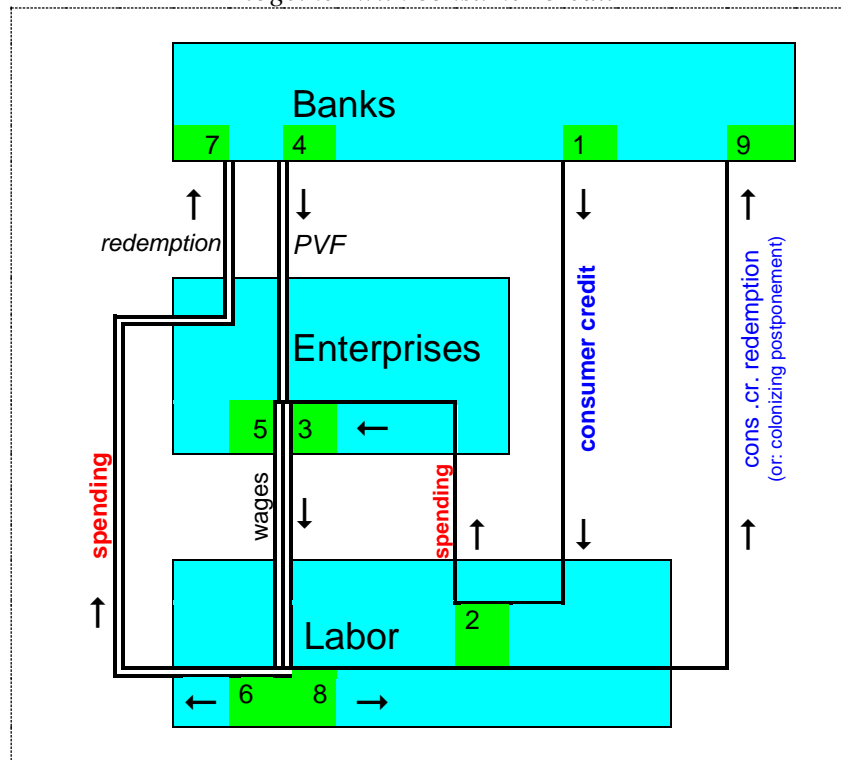 Banks
7
4
1
9
redemption
PVF
consumer credit
cons .cr. redemption
(or: colonizing postponement)
Enterprises
5
3
spending
wages
spending
Labor
2
6
8